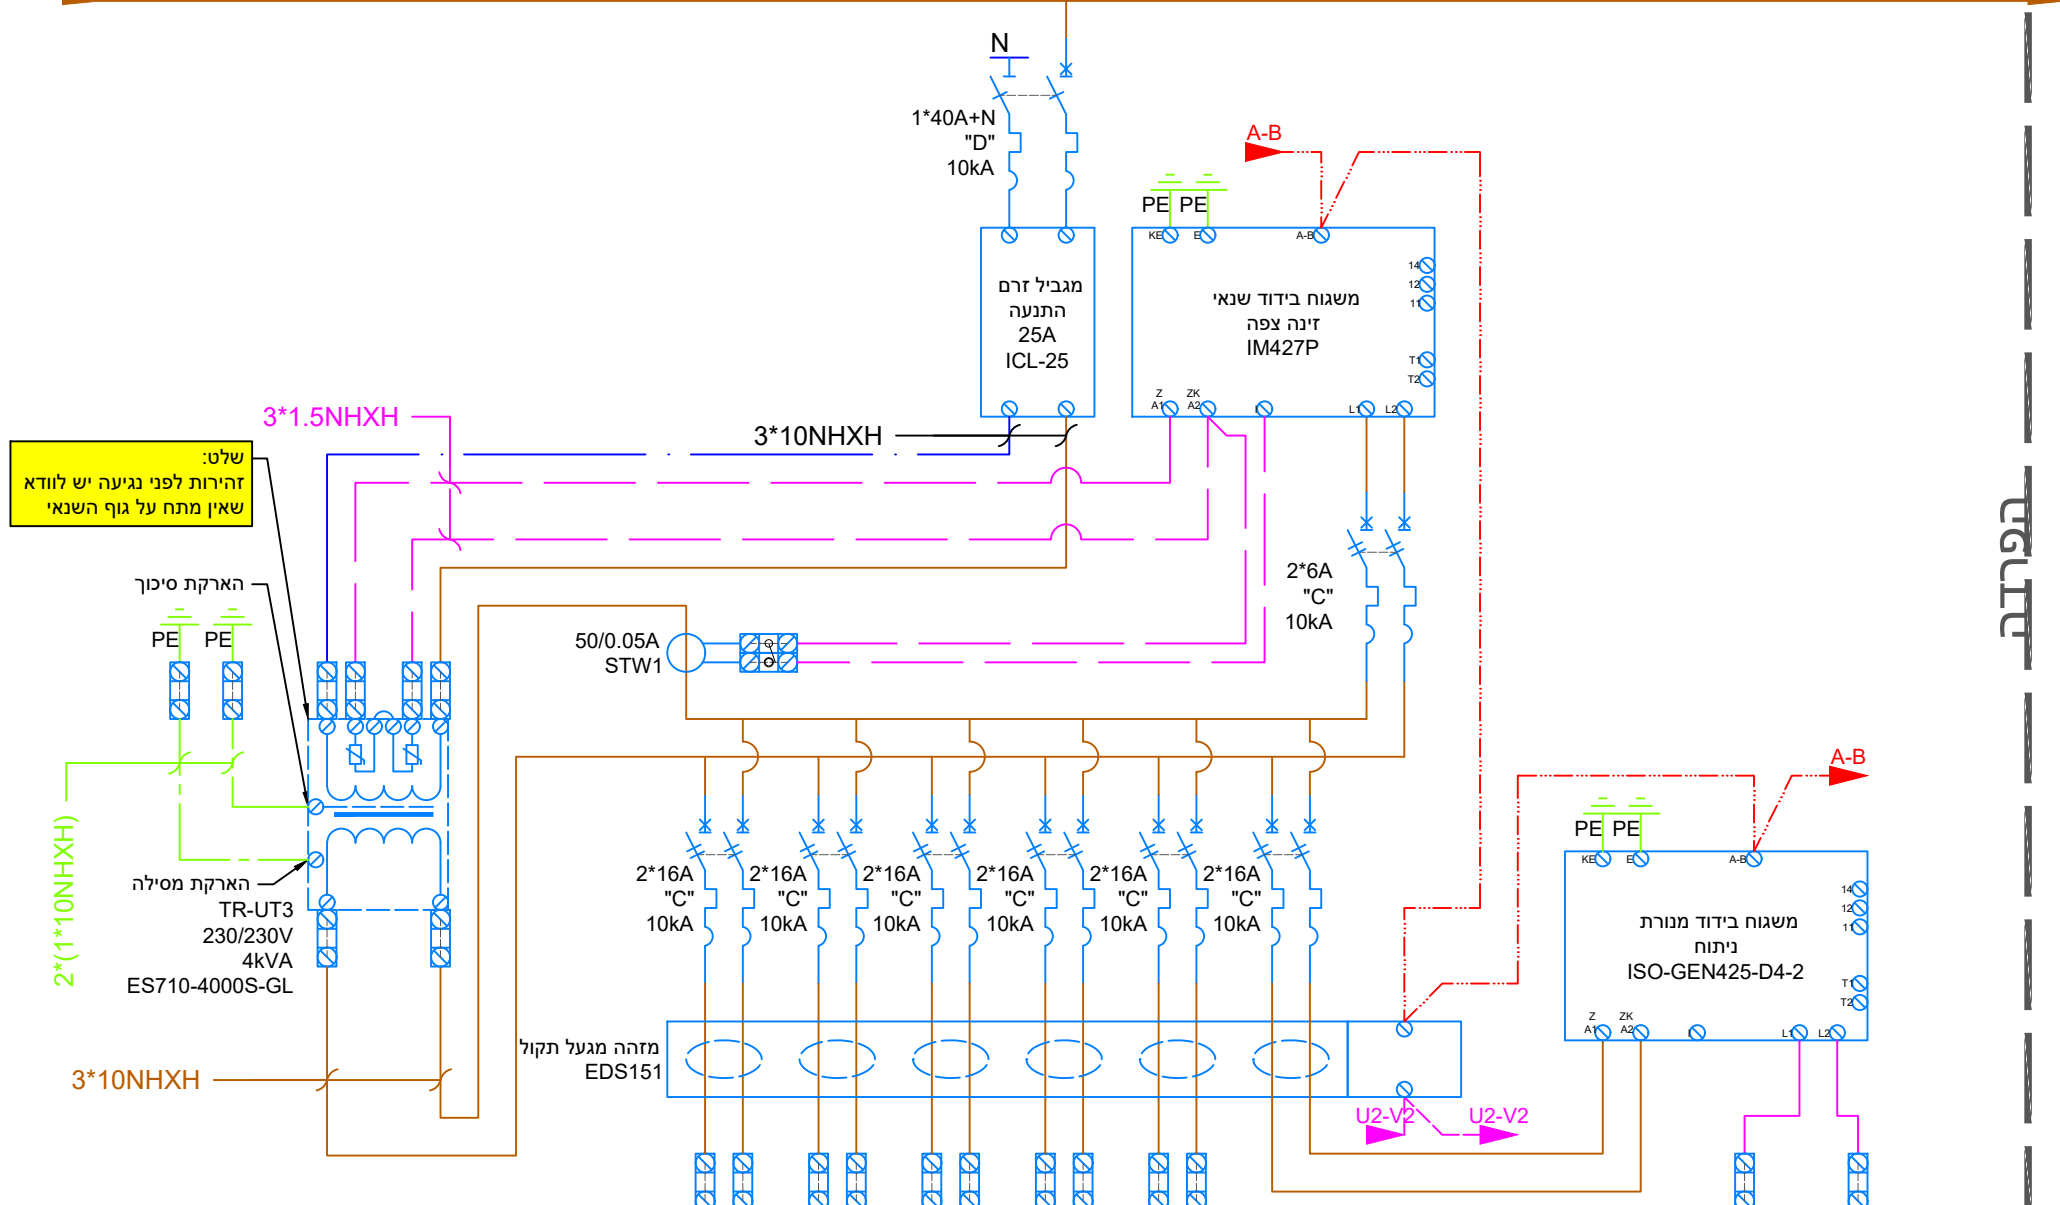 N
1*40A+N
"D"
10kA
A-B
PE PE
KE E A-B
14
12
11
T1
T2
משגוח בידוד שנאי
זינה צפה
IM427P
Z ZK
A1 A2 I L1 L2
מגביל זרם
התנעה
25A
ICL-25
3*1.5NHXH
3*10NHXH
שלט:
זהירות לפני נגיעה יש לוודא
שאין מתח על גוף השנאי
הארקת סיכוך
PE PE
2*6A
"C"
10kA
50/0.05A
STW1
הפרדה
2*(1*10NHXH)
הארקת מסילה
TR-UT3
230/230V
4kVA
ES710-4000S-GL
3*10NHXH
2*16A 2*16A 2*16A 2*16A 2*16A 2*16A
"C" "C" "C" "C" "C" "C"
10kA 10kA 10kA 10kA 10kA 10kA
מזהה מגעל תקול
EDS151
U2-V2 U2-V2
A-B
PE PE
KE E A-B
14
12
11
T1
T2
משגוח בידוד מנורת
ניתוח
ISO-GEN425-D4-2
Z ZK
A1 A2 I L1 L2